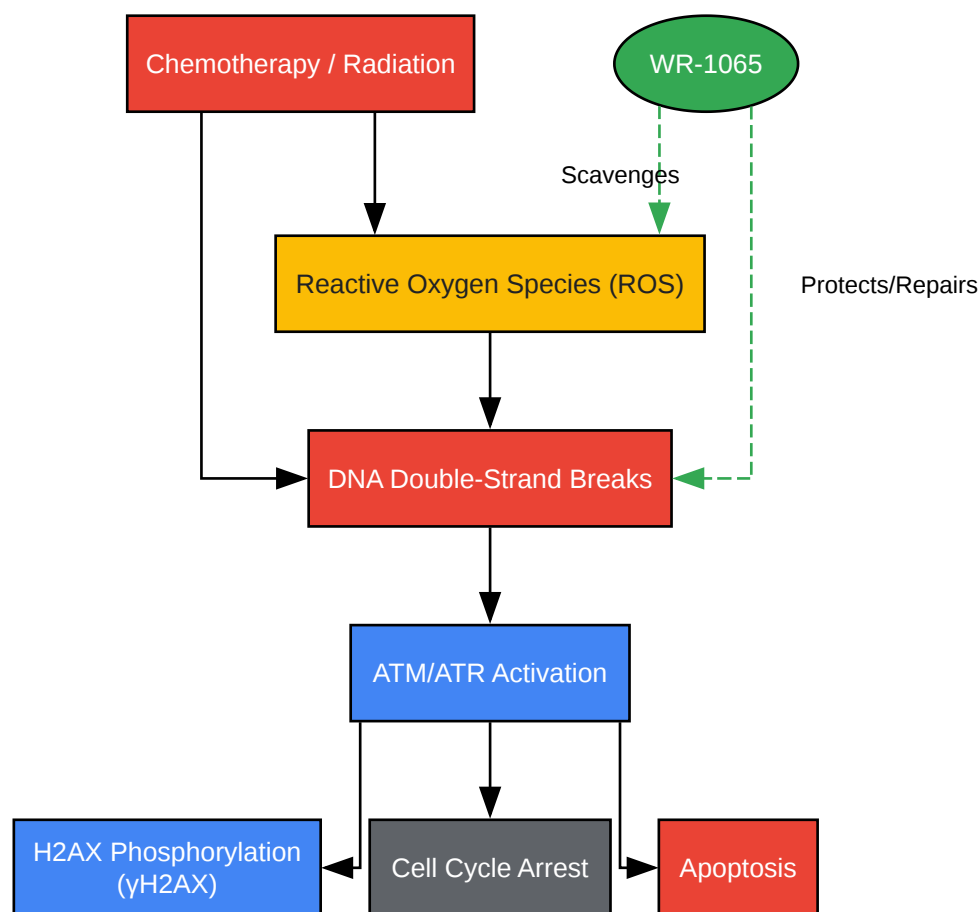 Chemotherapy / Radiation
WR-1065
Scavenges
Reactive Oxygen Species (ROS)
Protects/Repairs
DNA Double-Strand Breaks
ATM/ATR Activation
H2AX Phosphorylation
(γH2AX)
Cell Cycle Arrest
Apoptosis